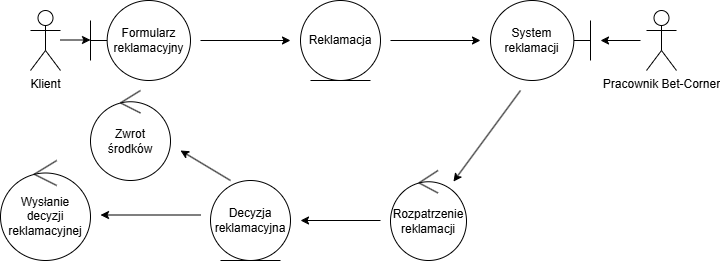 Formularz
reklamacyjny
Reklamacja
System
reklamacji
Klient
Pracownik Bet-Corner
Zwrot
środków
Wysłanie
decyzji
reklamacyjnej
Decyzja
reklamacyjna
Rozpatrzenie
reklamacji